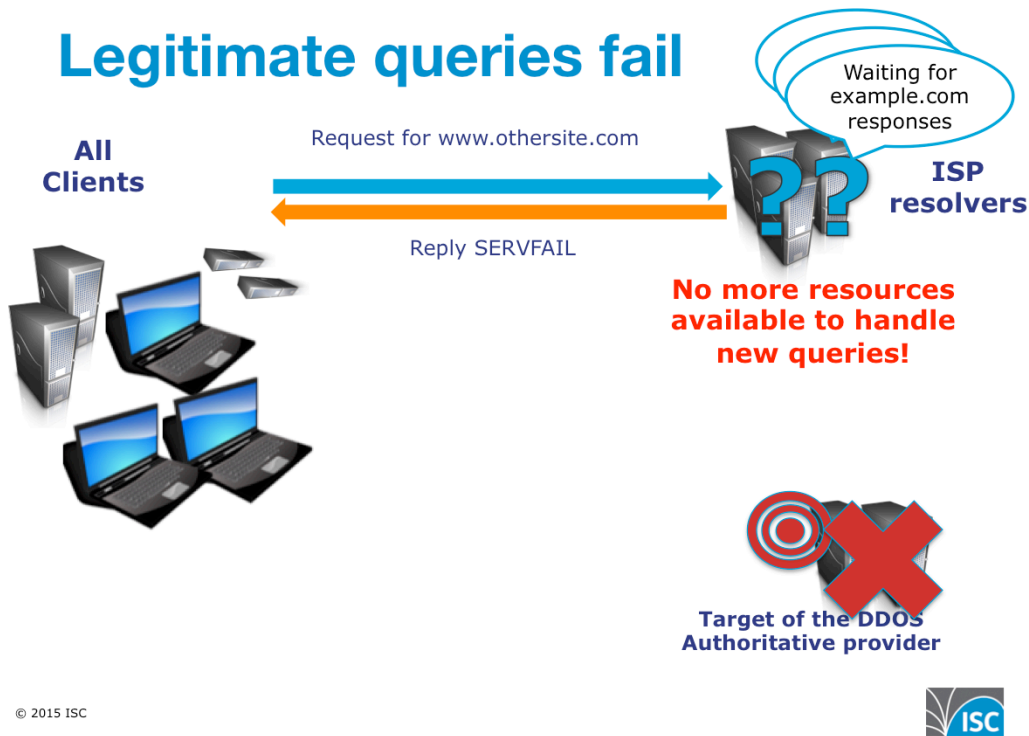 Legitimate queries fail
Waiting for
example.com
responses
All
Clients
Request for www.othersite.com
ISP
resolvers
??
Reply SERVFAIL
No more resources
available to handle
new queries!
Target of the DDOS
Authoritative provider
© 2015 ISC
ISC